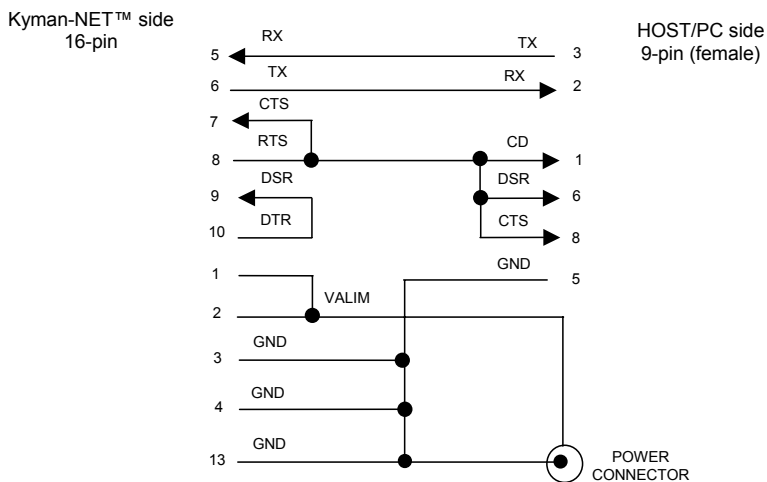 Kyman-NET™ side
16-pin
HOST/PC side
9-pin (female)
5 RX TX 3
6 TX RX 2
7 CTS
8 RTS CD 1
9 DSR DSR 6
10 DTR CTS 8
1 GND 5
2 VALIM
3 GND
4 GND
13 GND
POWER
CONNECTOR